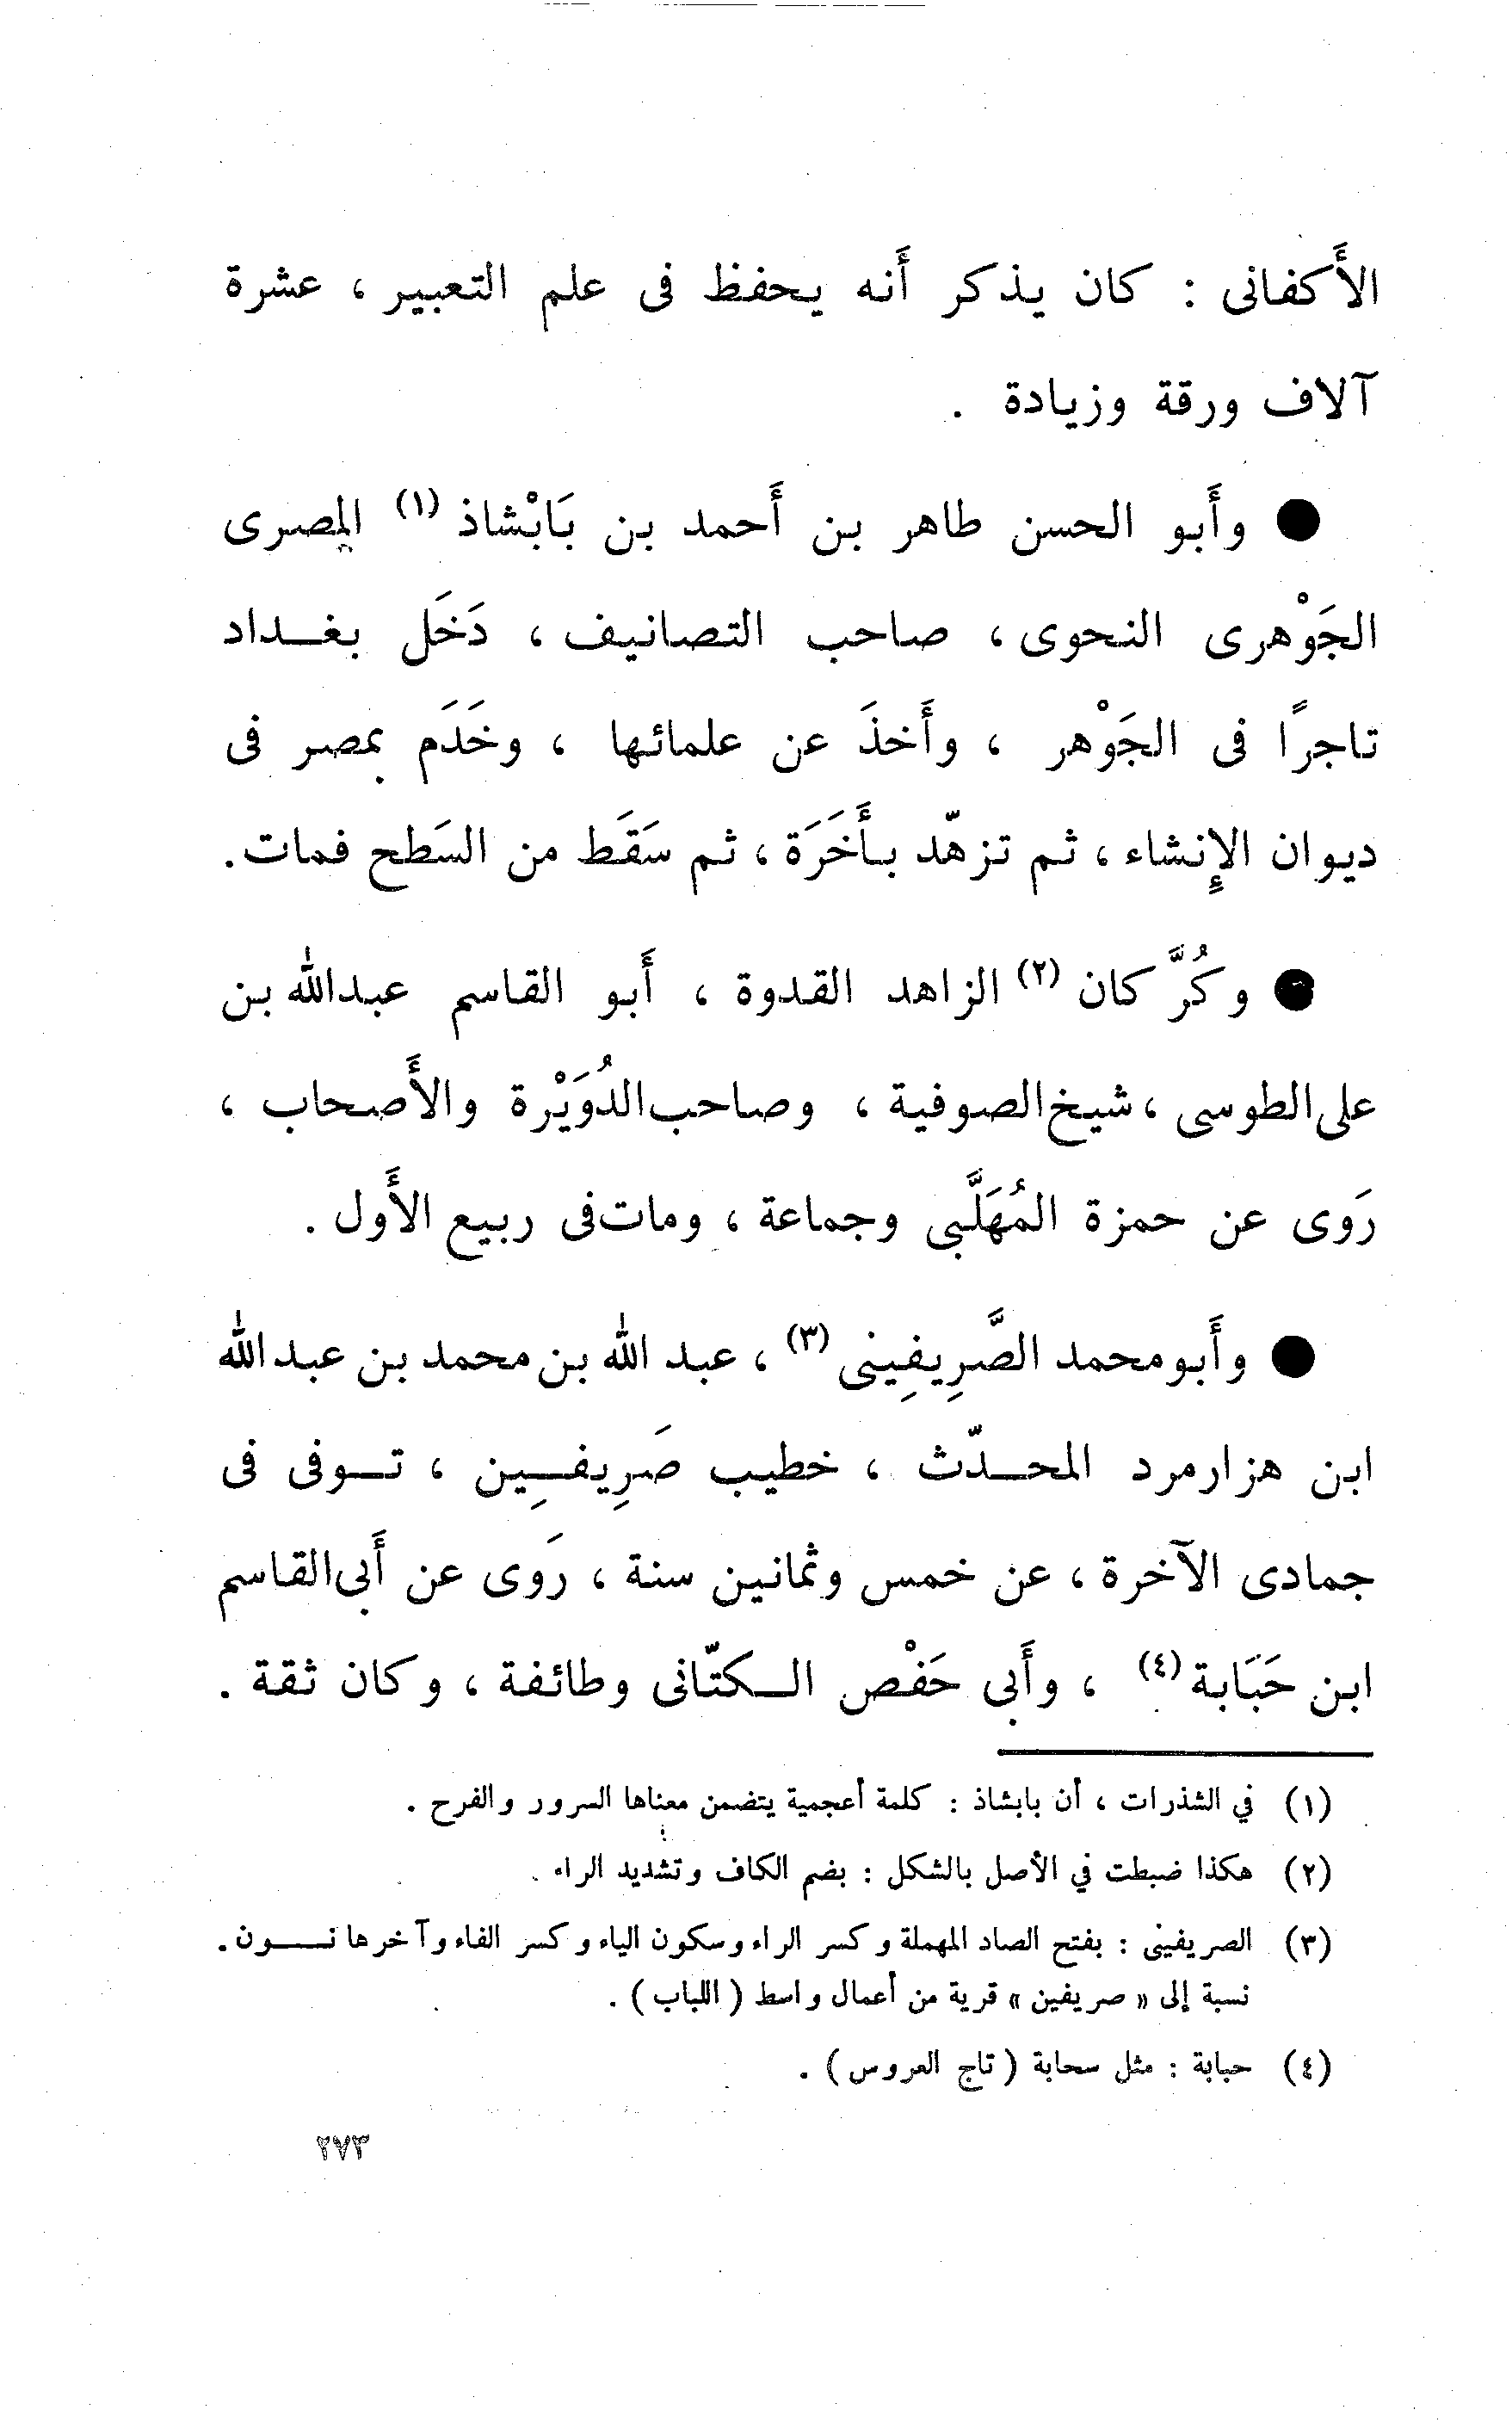 الأَكفانى : كان يذكر أَنه يحفظ فى علم التعبير ، عشرة
آلاف ورقة وزيادة .
● وأَبو الحسن طاهر بن أَحمد بن بَابْشاذ (١) المصرى
الجَوْهرى النحوى ، صاحب التصانيف ، دَخَل بغداد
تاجرًا فى الجَوْهر ، وأَخذَ عن علمائها ، وخَدَم بمصر فى
ديوان الإِنشاء ، ثم تزهّد بأَخَرَة ، ثم سَقَط من السَطح فمات .
● وكُرَّكان (٢) الزاهد القدوة ، أَبو القاسم عبدالله بن
على الطوسى ، شيخ الصوفية ، وصاحب الدُوَيْرة والأَصحاب ،
رَوى عن حمزة المُهَلَّبى وجماعة ، ومات فى ربيع الأَول .
● وأَبو محمد الصَّرِيفِينى (٣) ، عبد الله بن محمد بن عبد الله
ابن هزارمرد المحدّث ، خطيب صَرِيفِين ، توفى فى
جمادى الآخرة ، عن خمس وثمانين سنة ، رَوى عن أَبى القاسم
ابن حَبَابة (٤) ، وأَبى حَفْص الكتّانى وطائفة ، وكان ثقة .
(١) في الشذرات ، أن بابشاذ : كلمة أعجمية يتضمن معناها السرور والفرح .
(٢) هكذا ضبطت في الأصل بالشكل : بضم الكاف وتشديد الراء .
(٣) الصريفيني : بفتح الصاد المهملة وكسر الراء وسكون الياء وكسر الفاء وآخرها نون .
نسبة إلى « صريفين » قرية من أعمال واسط ( اللباب ) .
(٤) حبابة : مثل سحابة ( تاج العروس ) .
٢٧٣